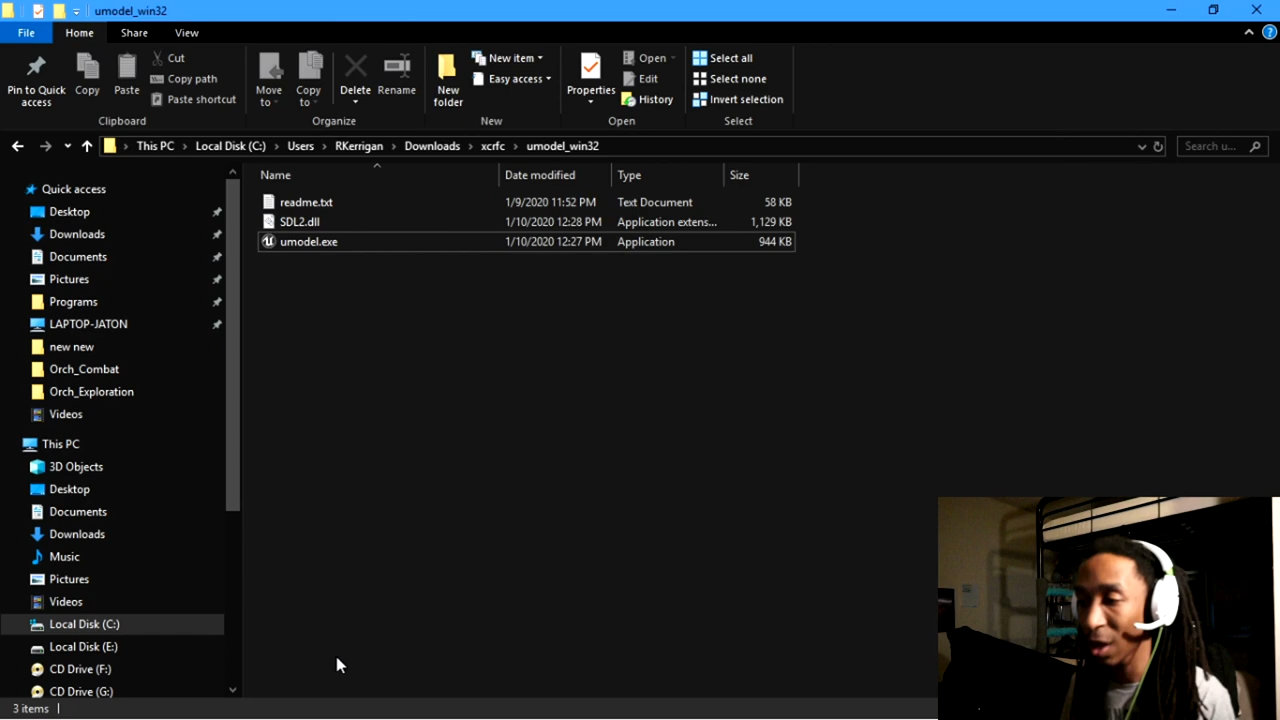 umodel_win32
File
Home
Share
View
Pin to Quick access
Copy
Paste
Cut
Copy path
Paste shortcut
Clipboard
Move to
Copy to
Delete
Rename
Organize
New folder
New item
Easy access
New
Properties
Open
Edit
History
Open
Select all
Select none
Invert selection
Select
This PC
Local Disk (C:)
Users
RKerrigan
Downloads
xcrfc
umodel_win32
Search u...
Name
Date modified
Type
Size
readme.txt 1/9/2020 11:52 PM Text Document 58 KB
SDL2.dll 1/10/2020 12:28 PM Application extens... 1,129 KB
umodel.exe 1/10/2020 12:27 PM Application 944 KB
Quick access
Desktop
Downloads
Documents
Pictures
Programs
LAPTOP-JATON
new new
Orch_Combat
Orch_Exploration
Videos
This PC
3D Objects
Desktop
Documents
Downloads
Music
Pictures
Videos
Local Disk (C:)
Local Disk (E:)
CD Drive (F:)
CD Drive (G:)
3 items